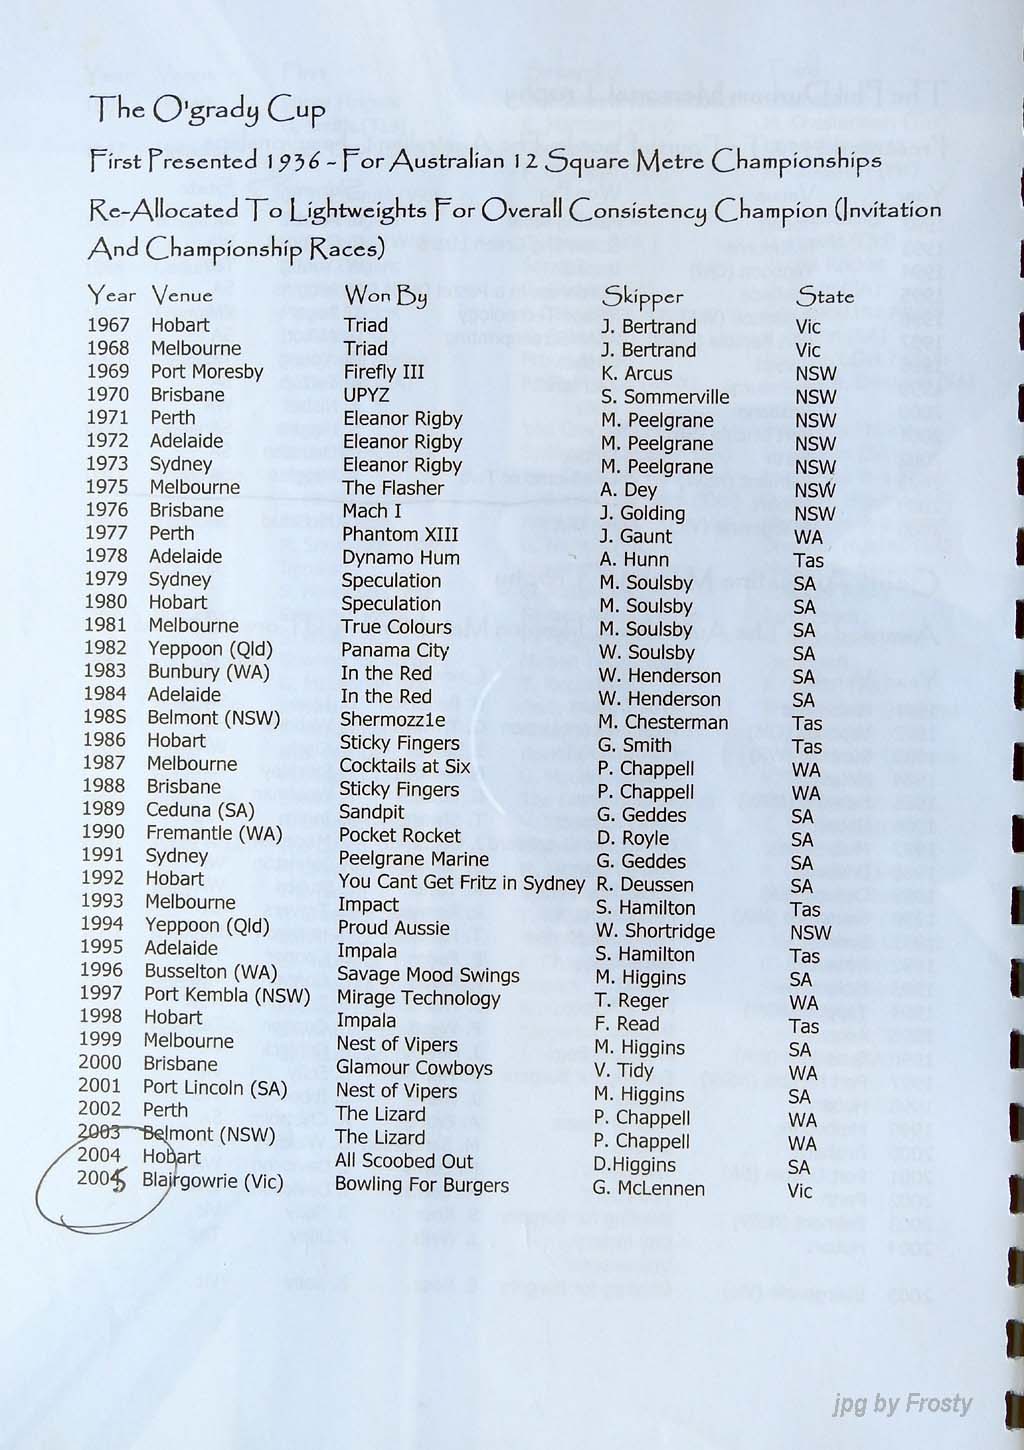 The O'grady Cup
First Presented 1936 - For Australian 12 Square Metre Championships
Re-Allocated To Lightweights For Overall Consistency Champion (Invitation
And Championship Races)
Year Venue Won By Skipper State
1967 Hobart Triad J. Bertrand Vic
1968 Melbourne Triad J. Bertrand Vic
1969 Port Moresby Firefly III K. Arcus NSW
1970 Brisbane UPYZ S. Sommerville NSW
1971 Perth Eleanor Rigby M. Peelgrane NSW
1972 Adelaide Eleanor Rigby M. Peelgrane NSW
1973 Sydney Eleanor Rigby M. Peelgrane NSW
1975 Melbourne The Flasher A. Dey NSW
1976 Brisbane Mach I J. Golding NSW
1977 Perth Phantom XIII J. Gaunt WA
1978 Adelaide Dynamo Hum A. Hunn Tas
1979 Sydney Speculation M. Soulsby SA
1980 Hobart Speculation M. Soulsby SA
1981 Melbourne True Colours M. Soulsby SA
1982 Yeppoon (Qld) Panama City W. Soulsby SA
1983 Bunbury (WA) In the Red W. Henderson SA
1984 Adelaide In the Red W. Henderson SA
198S Belmont (NSW) Shermozz1e M. Chesterman Tas
1986 Hobart Sticky Fingers G. Smith Tas
1987 Melbourne Cocktails at Six P. Chappell WA
1988 Brisbane Sticky Fingers P. Chappell WA
1989 Ceduna (SA) Sandpit G. Geddes SA
1990 Fremantle (WA) Pocket Rocket D. Royle SA
1991 Sydney Peelgrane Marine G. Geddes SA
1992 Hobart You Cant Get Fritz in Sydney R. Deussen SA
1993 Melbourne Impact S. Hamilton Tas
1994 Yeppoon (Qld) Proud Aussie W. Shortridge NSW
1995 Adelaide Impala S. Hamilton Tas
1996 Busselton (WA) Savage Mood Swings M. Higgins SA
1997 Port Kembla (NSW) Mirage Technology T. Reger WA
1998 Hobart Impala F. Read Tas
1999 Melbourne Nest of Vipers M. Higgins SA
2000 Brisbane Glamour Cowboys V. Tidy WA
2001 Port Lincoln (SA) Nest of Vipers M. Higgins SA
2002 Perth The Lizard P. Chappell WA
2003 Belmont (NSW) The Lizard P. Chappell WA
2004 Hobart All Scoobed Out D.Higgins SA
2005 Blairgowrie (Vic) Bowling For Burgers G. McLennen Vic
jpg by Frosty